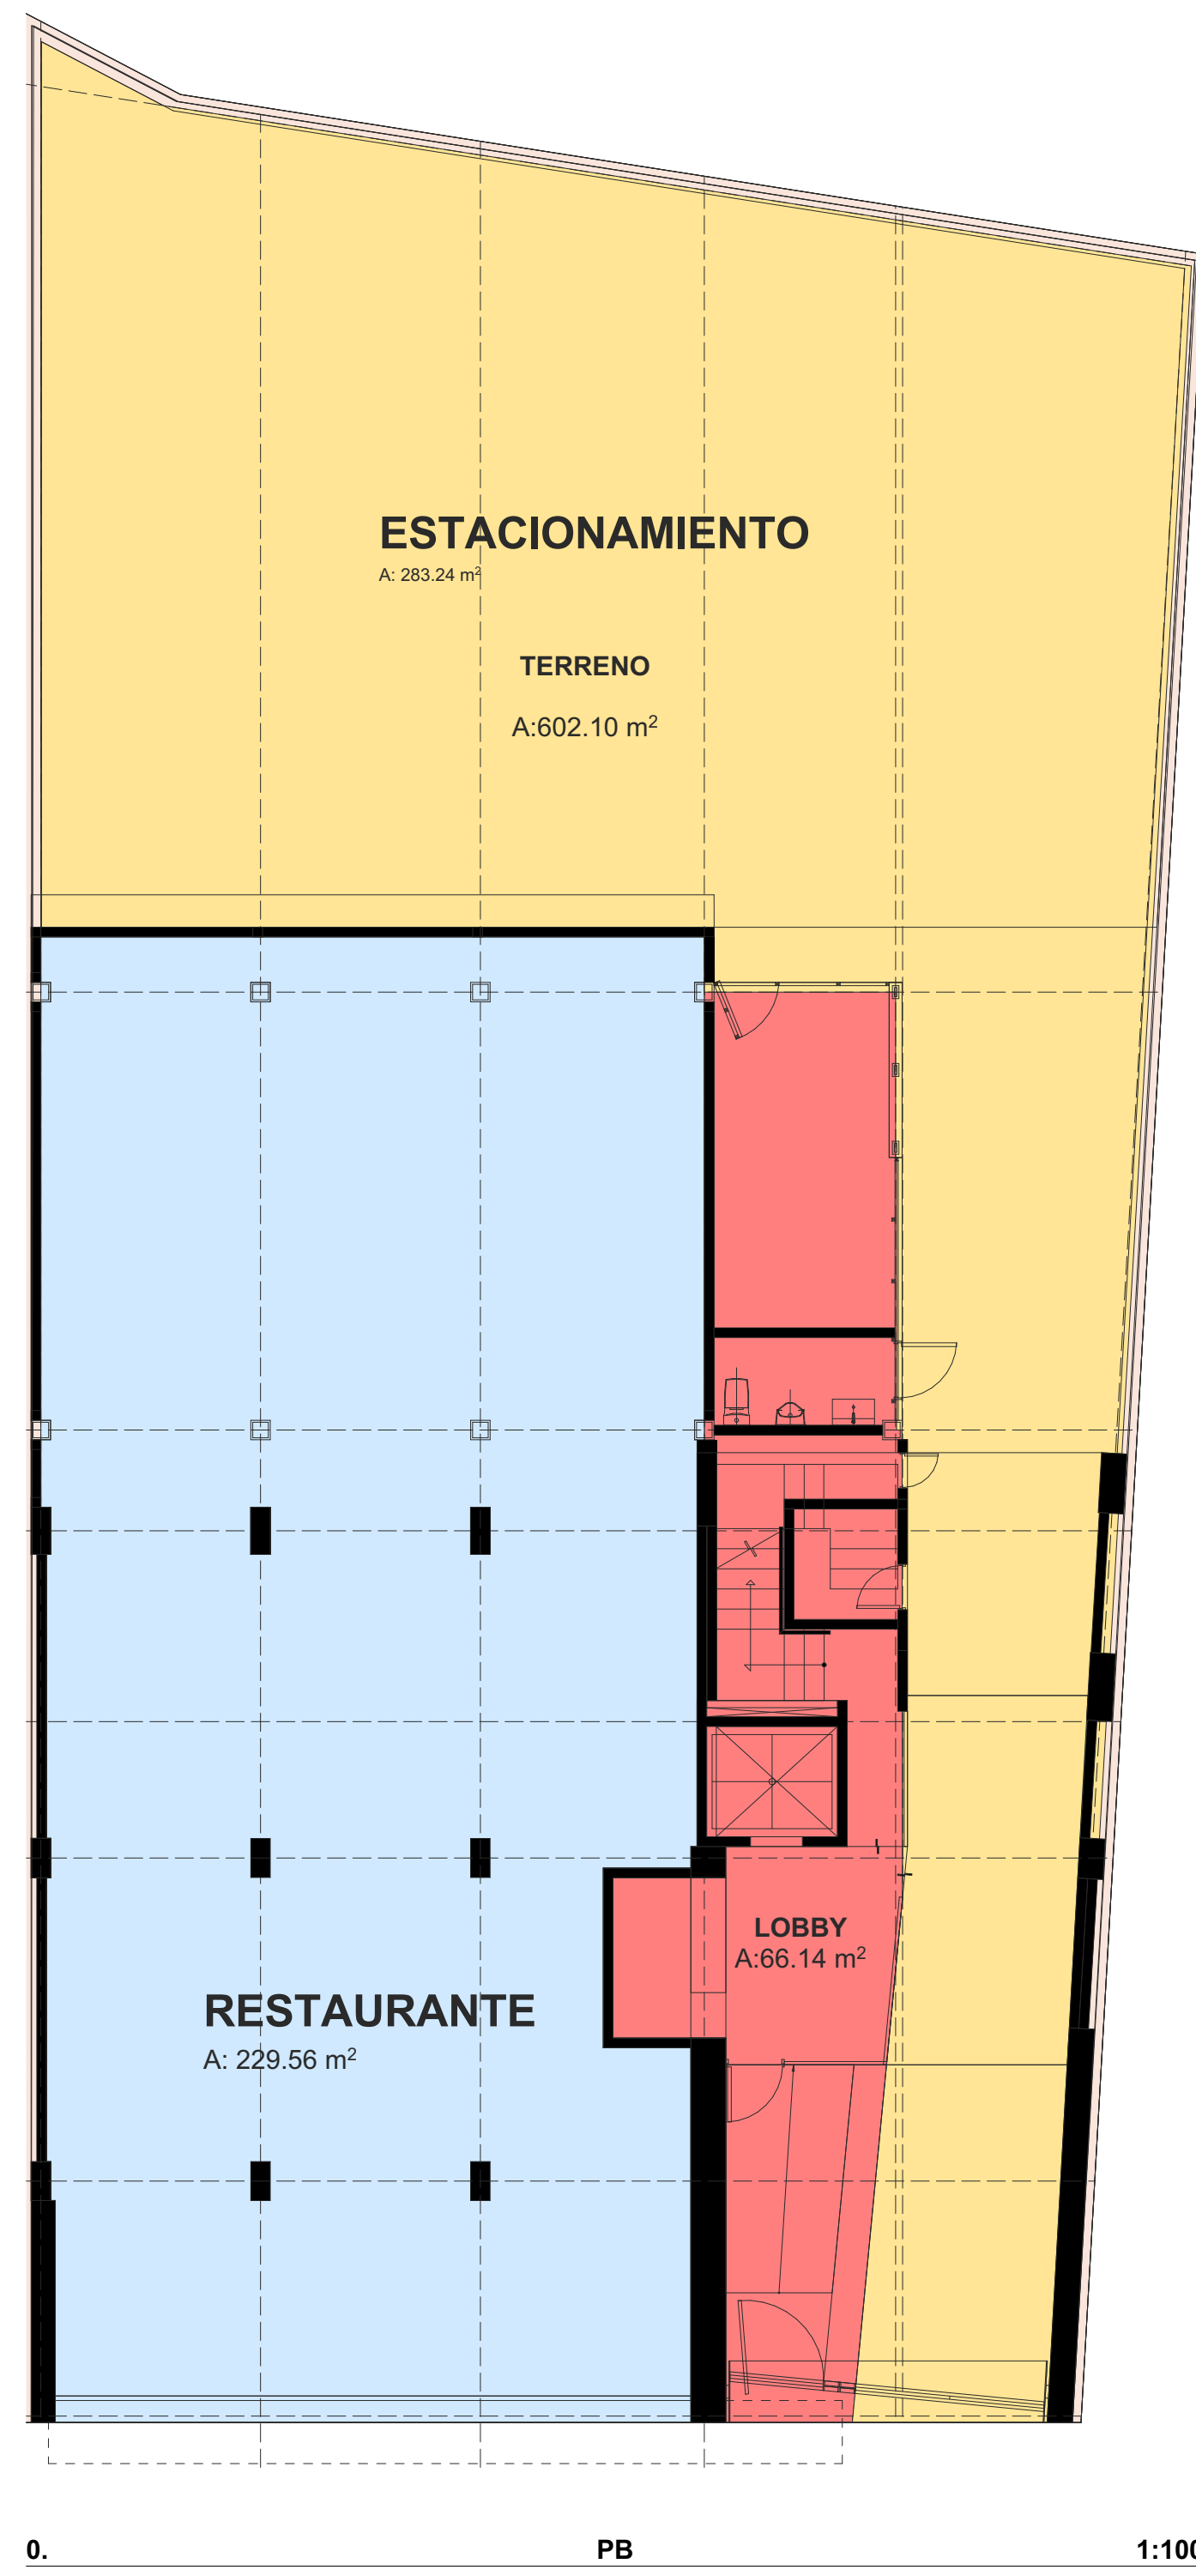 ESTACIONAMIENTO
A: 283.24 m²
TERRENO
A:602.10 m²
LOBBY
A:66.14 m²
RESTAURANTE
A: 229.56 m²
0. PB